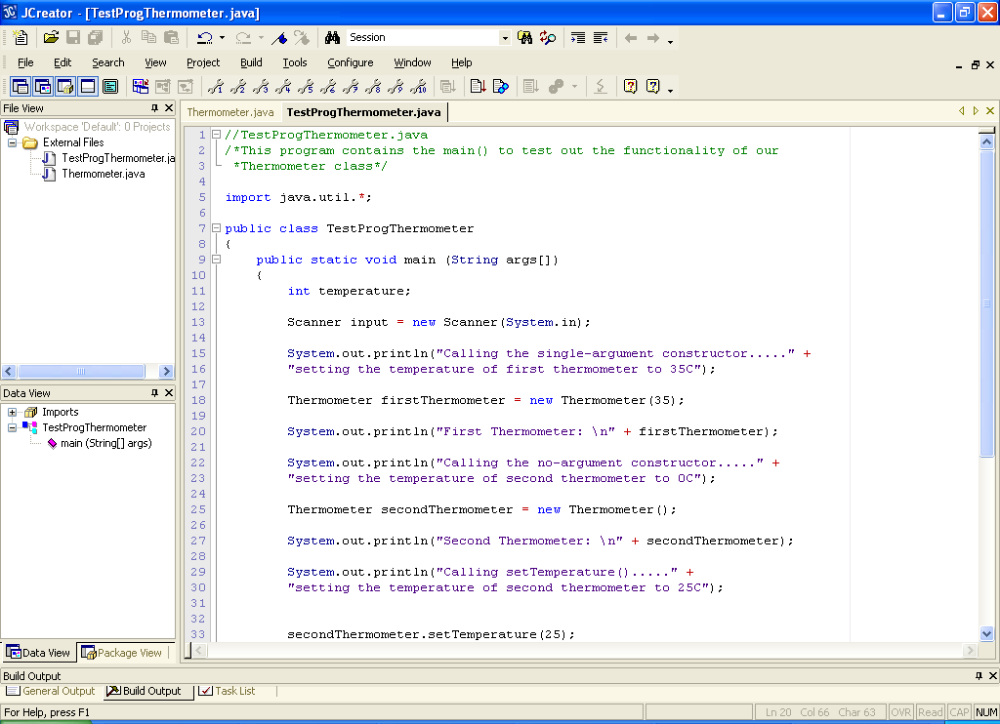 JCreator - [TestProgThermometer.java]
Session
File Edit Search View Project Build Tools Configure Window Help
File View
Workspace 'Default': 0 Projects
External Files
TestProgThermometer.ja
Thermometer.java
Data View
Imports
TestProgThermometer
main (String[] args)
Data View Package View
Thermometer.java TestProgThermometer.java
1 //TestProgThermometer.java
2 /*This program contains the main() to test out the functionality of our
3 *Thermometer class*/
4
5 import java.util.*;
6
7 public class TestProgThermometer
8 {
9 public static void main (String args[])
10 {
11 int temperature;
12
13 Scanner input = new Scanner(System.in);
14
15 System.out.println("Calling the single-argument constructor....." +
16 "setting the temperature of first thermometer to 35C");
17
18 Thermometer firstThermometer = new Thermometer(35);
19
20 System.out.println("First Thermometer: \n" + firstThermometer);
21
22 System.out.println("Calling the no-argument constructor....." +
23 "setting the temperature of second thermometer to 0C");
24
25 Thermometer secondThermometer = new Thermometer();
26
27 System.out.println("Second Thermometer: \n" + secondThermometer);
28
29 System.out.println("Calling setTemperature()....." +
30 "setting the temperature of second thermometer to 25C");
31
32
33 secondThermometer.setTemperature(25);
Build Output
General Output Build Output Task List
For Help, press F1 Ln 20 Col 66 Char 63 OVR Read CAP NUM